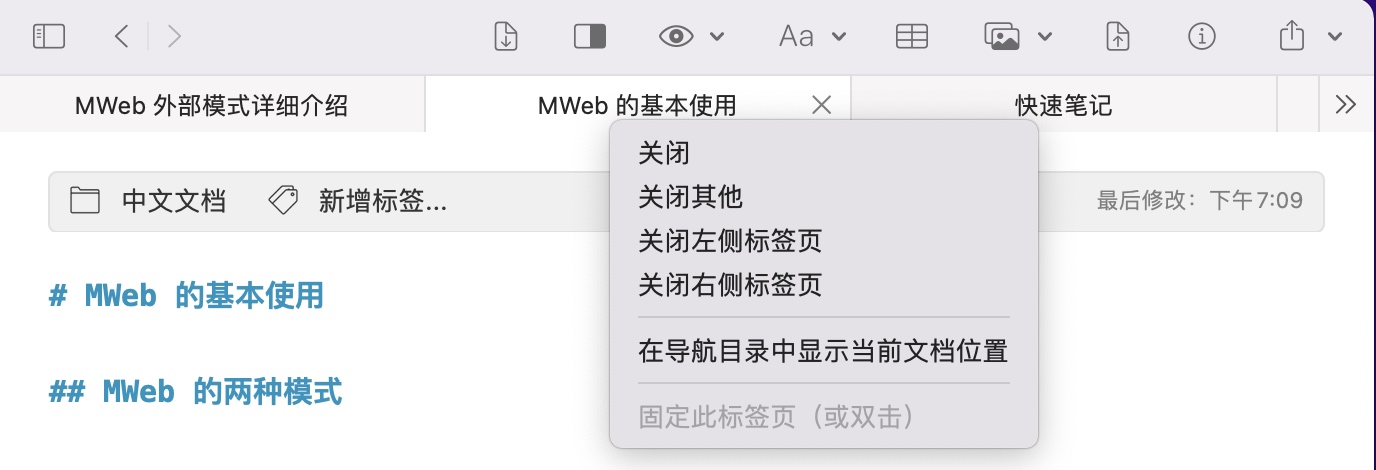 Aa
MWeb 外部模式详细介绍
MWeb 的基本使用
快速笔记
中文文档
新增标签...
最后修改：下午7:09
# MWeb 的基本使用
## MWeb 的两种模式
关闭
关闭其他
关闭左侧标签页
关闭右侧标签页
在导航目录中显示当前文档位置
固定此标签页（或双击）